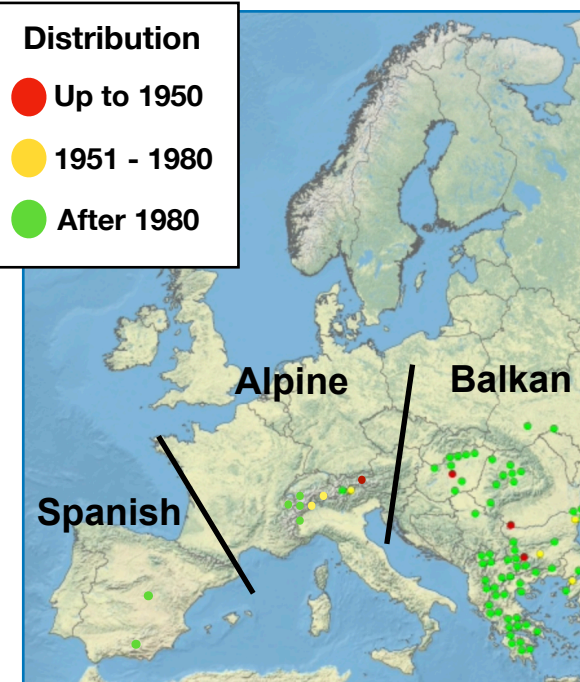 Distribution
Up to 1950
1951 - 1980
After 1980
Alpine
Balkan
Spanish